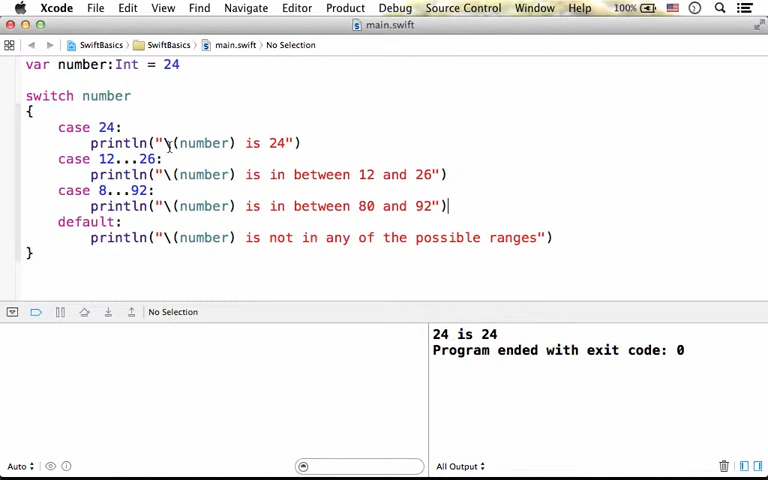 Xcode File Edit View Find Navigate Editor Product Debug Source Control Window Help 100%
main.swift
SwiftBasics SwiftBasics main.swift No Selection
var number:Int = 24
switch number
{
case 24:
println("\(number) is 24")
case 12...26:
println("\(number) is in between 12 and 26")
case 8...92:
println("\(number) is in between 80 and 92")
default:
println("\(number) is not in any of the possible ranges")
}
No Selection
24 is 24
Program ended with exit code: 0
Auto
All Output